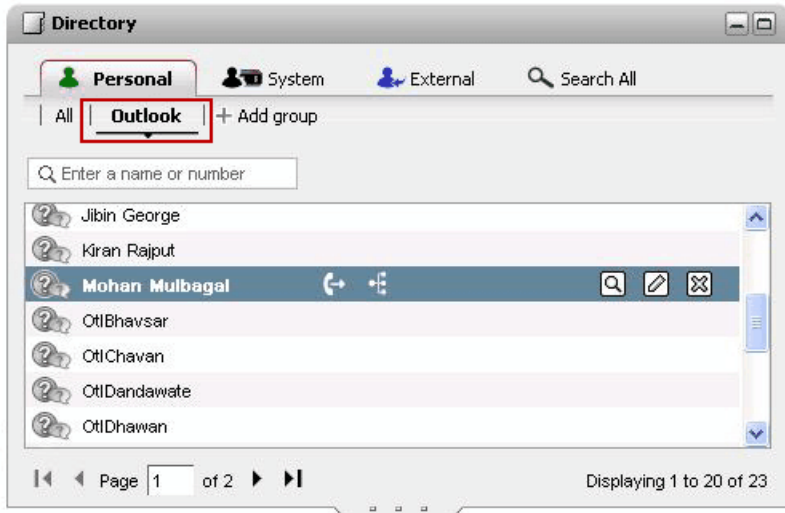 Directory
Personal System External Search All
All Outlook + Add group
Enter a name or number
Jibin George
Kiran Rajput
Mohan Mulbagal
OtlBhavsar
OtlChavan
OtlDandawate
OtlDhawan
Page 1 of 2 Displaying 1 to 20 of 23